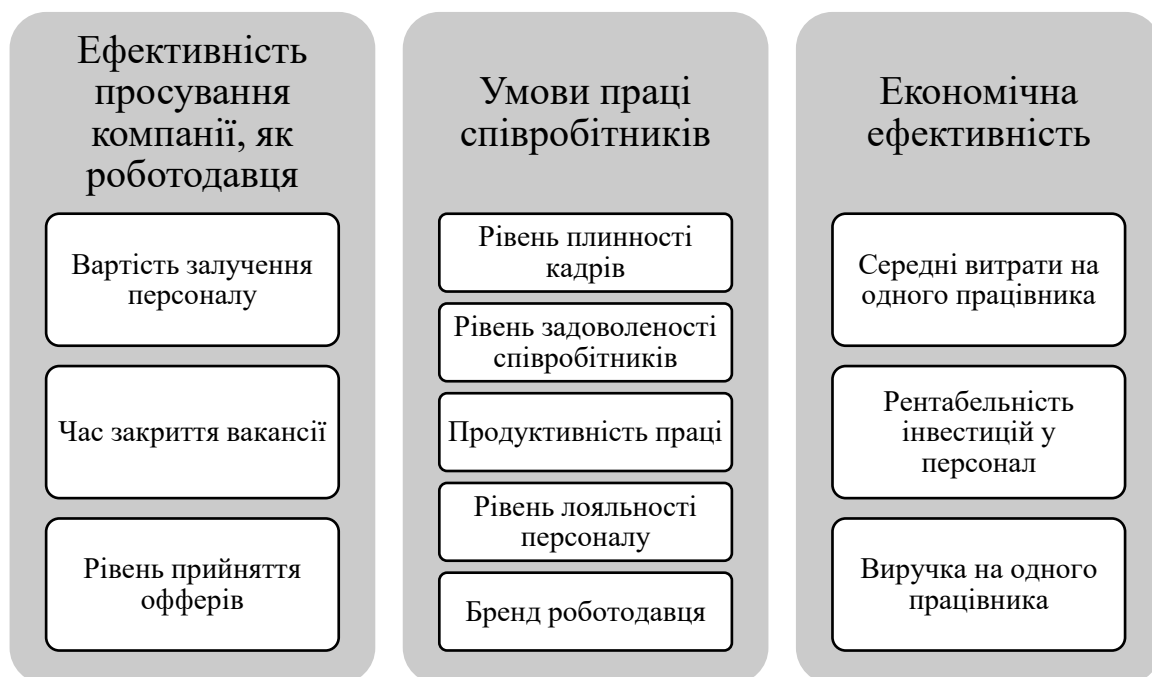 Ефективність
просування
компанії, як
роботодавця
Вартість залучення
персоналу
Час закриття вакансії
Рівень прийняття
офферів
Умови праці
співробітників
Рівень плинності
кадрів
Рівень задоволеності
співробітників
Продуктивність праці
Рівень лояльності
персоналу
Бренд роботодавця
Економічна
ефективність
Середні витрати на
одного працівника
Рентабельність
інвестицій у
персонал
Виручка на одного
працівника